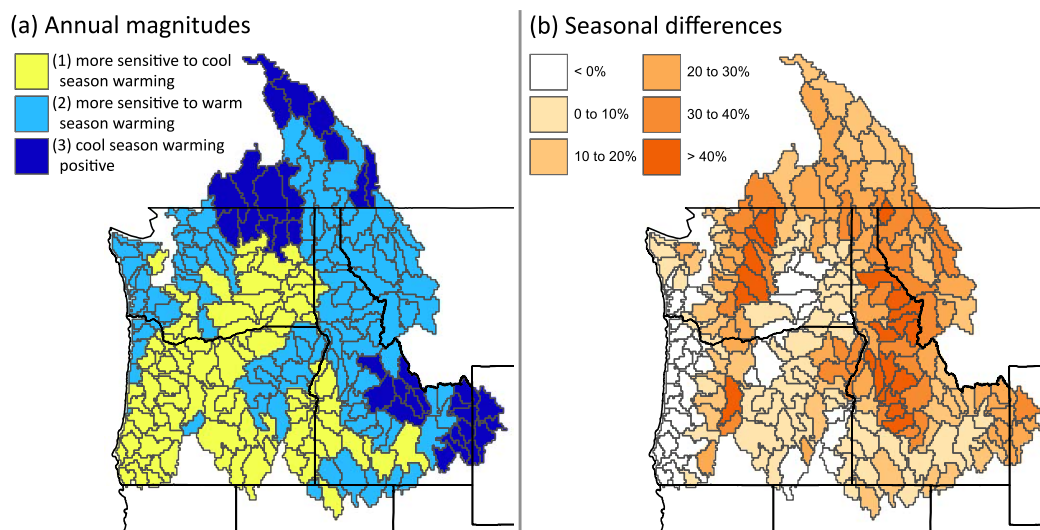 (a) Annual magnitudes
(1) more sensitive to cool
season warming
(2) more sensitive to warm
season warming
(3) cool season warming
positive
(b) Seasonal differences
< 0%
0 to 10%
10 to 20%
20 to 30%
30 to 40%
> 40%